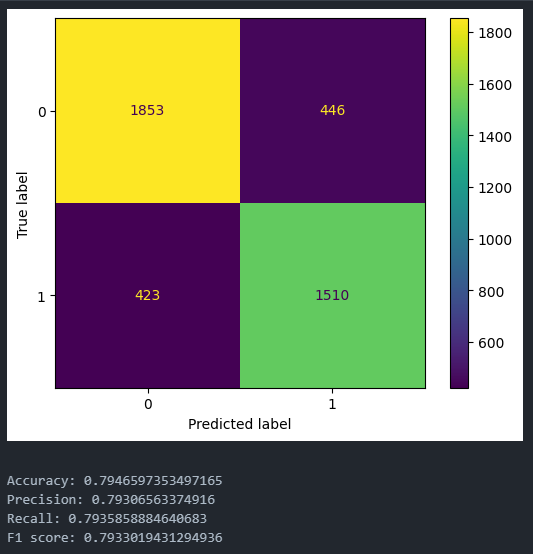 1800
1600
1400
1200
1000
800
600
0
1853
446
1
423
1510
0
1
True label
Predicted label
Accuracy: 0.7946597353497165
Precision: 0.79306563374916
Recall: 0.7935858884640683
F1 score: 0.7933019431294936